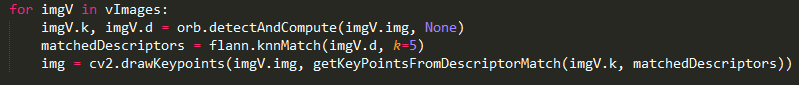 for imgV in vImages:
    imgV.k, imgV.d = orb.detectAndCompute(imgV.img, None)
    matchedDescriptors = flann.knnMatch(imgV.d, k=5)
    img = cv2.drawKeypoints(imgV.img, getKeyPointsFromDescriptorMatch(imgV.k, matchedDescriptors))